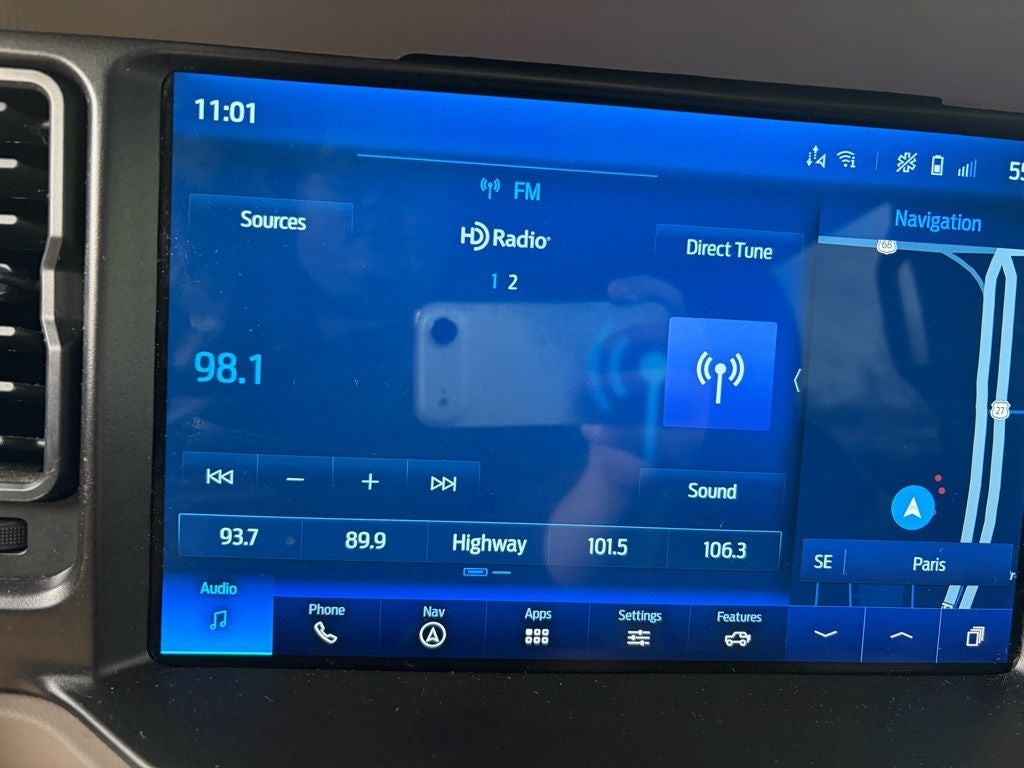 11:01
55
FM
Sources
HD Radio®
Direct Tune
Navigation
68
1 2
98.1
27
Sound
93.7 89.9 Highway 101.5 106.3
SE Paris
Audio Phone Nav Apps Settings Features